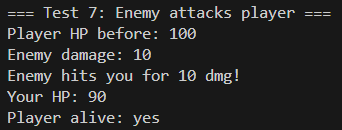 === Test 7: Enemy attacks player ===
Player HP before: 100
Enemy damage: 10
Enemy hits you for 10 dmg!
Your HP: 90
Player alive: yes